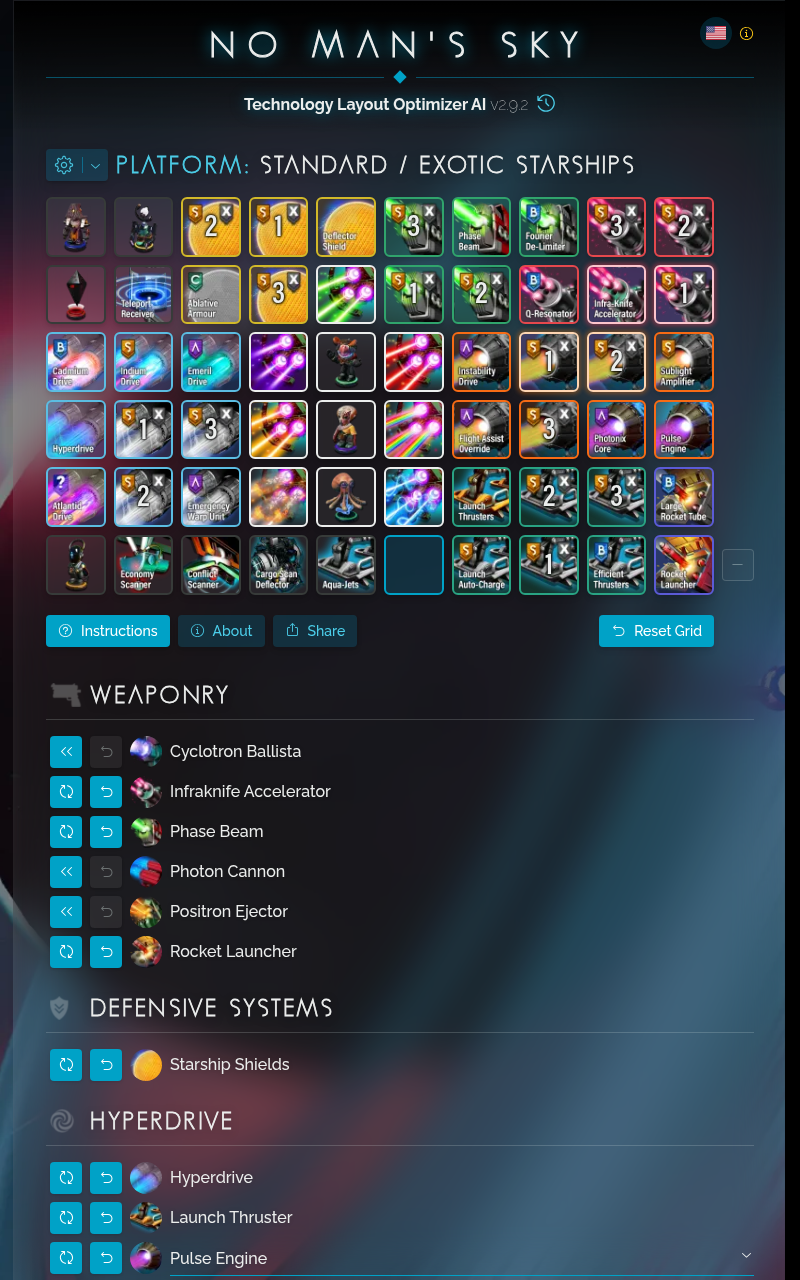 NO MAN'S SKY
Technology Layout Optimizer AI v2.9.2
PLATFORM: STANDARD / EXOTIC STARSHIPS
S 2 X
S 1 X
Deflector Shield
S 3 X
Phase Beam
B Fourier De-Limiter
S 3 X
S 2 X
Teleport Receiver
C Ablative Armour
S 3 X
S 1 X
S 2 X
B Q-Resonator
Infra-Knife Accelerator
S 1 X
B Cadmium Drive
S Indium Drive
A Emeril Drive
A Instability Drive
S 1 X
S 2 X
S Sublight Amplifier
Hyperdrive
S 1 X
S 3 X
A Flight Assist Override
S 3 X
A Photonix Core
Pulse Engine
? Atlantid Drive
S 2 X
A Emergency Warp Unit
Launch Thrusters
S 2 X
S 3 X
B Large Rocket Tube
Economy Scanner
Conflict Scanner
Cargo Scan Deflector
Aqua-Jets
S Launch Auto-Charge
S 1 X
B Efficient Thrusters
Rocket Launcher
Instructions About Share Reset Grid
WEAPONRY
Cyclotron Ballista
Infraknife Accelerator
Phase Beam
Photon Cannon
Positron Ejector
Rocket Launcher
DEFENSIVE SYSTEMS
Starship Shields
HYPERDRIVE
Hyperdrive
Launch Thruster
Pulse Engine